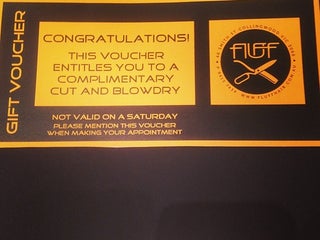 GIFT VOUCHER
CONGRATULATIONS!
THIS VOUCHER
ENTITLES YOU TO A
COMPLIMENTARY
CUT AND BLOWDRY
NOT VALID ON A SATURDAY
PLEASE MENTION THIS VOUCHER
WHEN MAKING YOUR APPOINTMENT
FLUFF
COLLINGWOOD